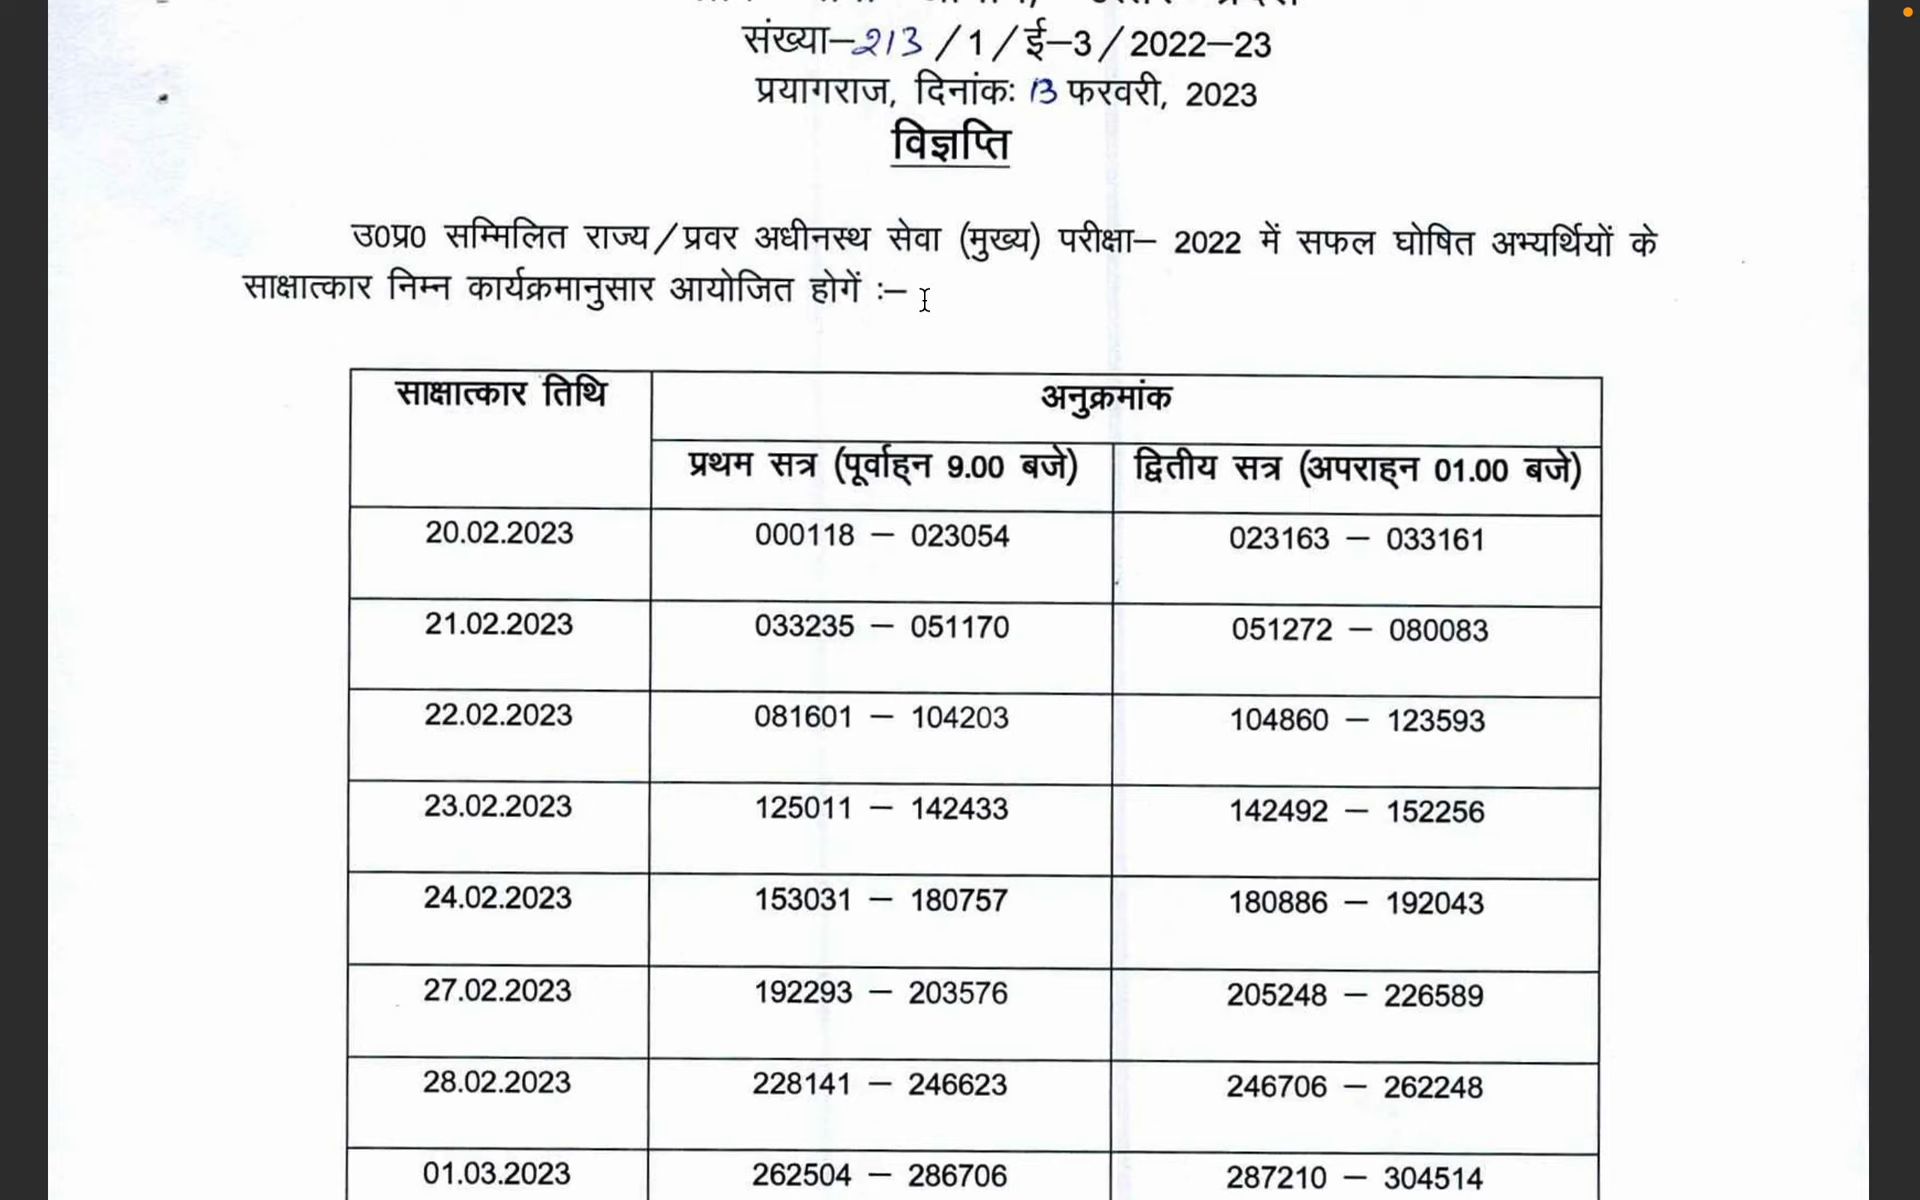 संख्या–213/1/ई–3/2022–23
प्रयागराज, दिनांकः 13 फरवरी, 2023
विज्ञप्ति
उ0प्र0 सम्मिलित राज्य/प्रवर अधीनस्थ सेवा (मुख्य) परीक्षा– 2022 में सफल घोषित अभ्यर्थियों के
साक्षात्कार निम्न कार्यक्रमानुसार आयोजित होगें :–
साक्षात्कार तिथि अनुक्रमांक
प्रथम सत्र (पूर्वाह्न 9.00 बजे) द्वितीय सत्र (अपराह्न 01.00 बजे)
20.02.2023 000118 – 023054 023163 – 033161
21.02.2023 033235 – 051170 051272 – 080083
22.02.2023 081601 – 104203 104860 – 123593
23.02.2023 125011 – 142433 142492 – 152256
24.02.2023 153031 – 180757 180886 – 192043
27.02.2023 192293 – 203576 205248 – 226589
28.02.2023 228141 – 246623 246706 – 262248
01.03.2023 262504 – 286706 287210 – 304514